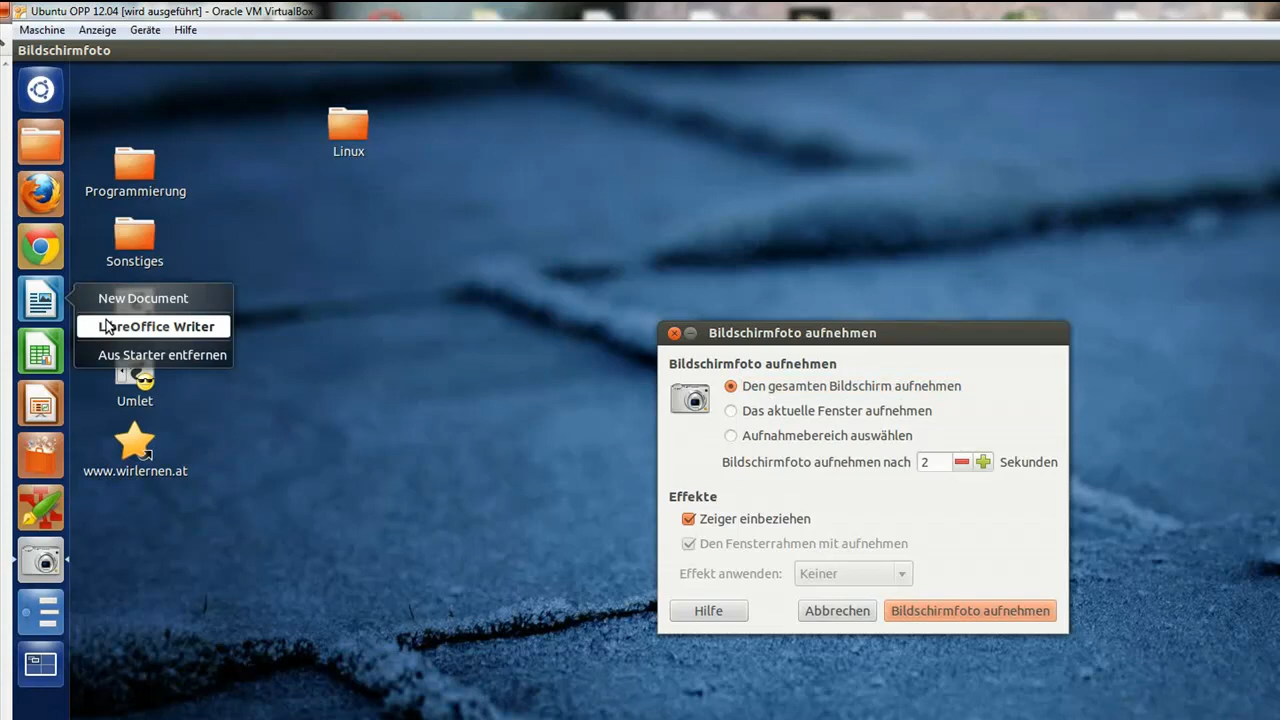 Ubuntu OPP 12.04 [wird ausgeführt] - Oracle VM VirtualBox
Maschine Anzeige Geräte Hilfe
Bildschirmfoto
Linux
Programmierung
Sonstiges
New Document
LibreOffice Writer
Aus Starter entfernen
Umlet
www.wirlernen.at
Bildschirmfoto aufnehmen
Bildschirmfoto aufnehmen
Den gesamten Bildschirm aufnehmen
Das aktuelle Fenster aufnehmen
Aufnahmebereich auswählen
Bildschirmfoto aufnehmen nach 2 Sekunden
Effekte
Zeiger einbeziehen
Den Fensterrahmen mit aufnehmen
Effekt anwenden: Keiner
Hilfe Abbrechen Bildschirmfoto aufnehmen